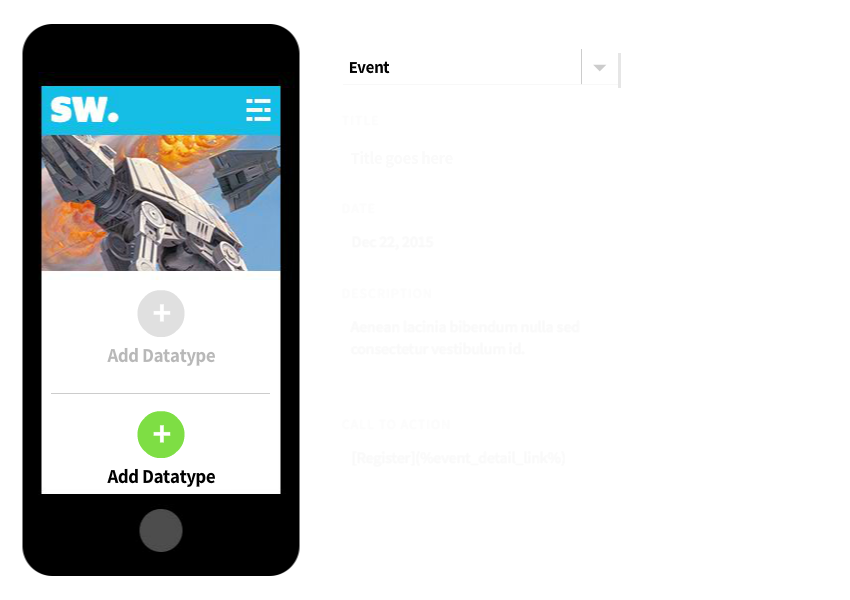 SW.
Add Datatype
Add Datatype
Event
TITLE
Title goes here
DATE
Dec 22, 2015
DESCRIPTION
Aenean lacinia bibendum nulla sed
consectetur vestibulum id.
CALL TO ACTION
[Register](%event_detail_link%)